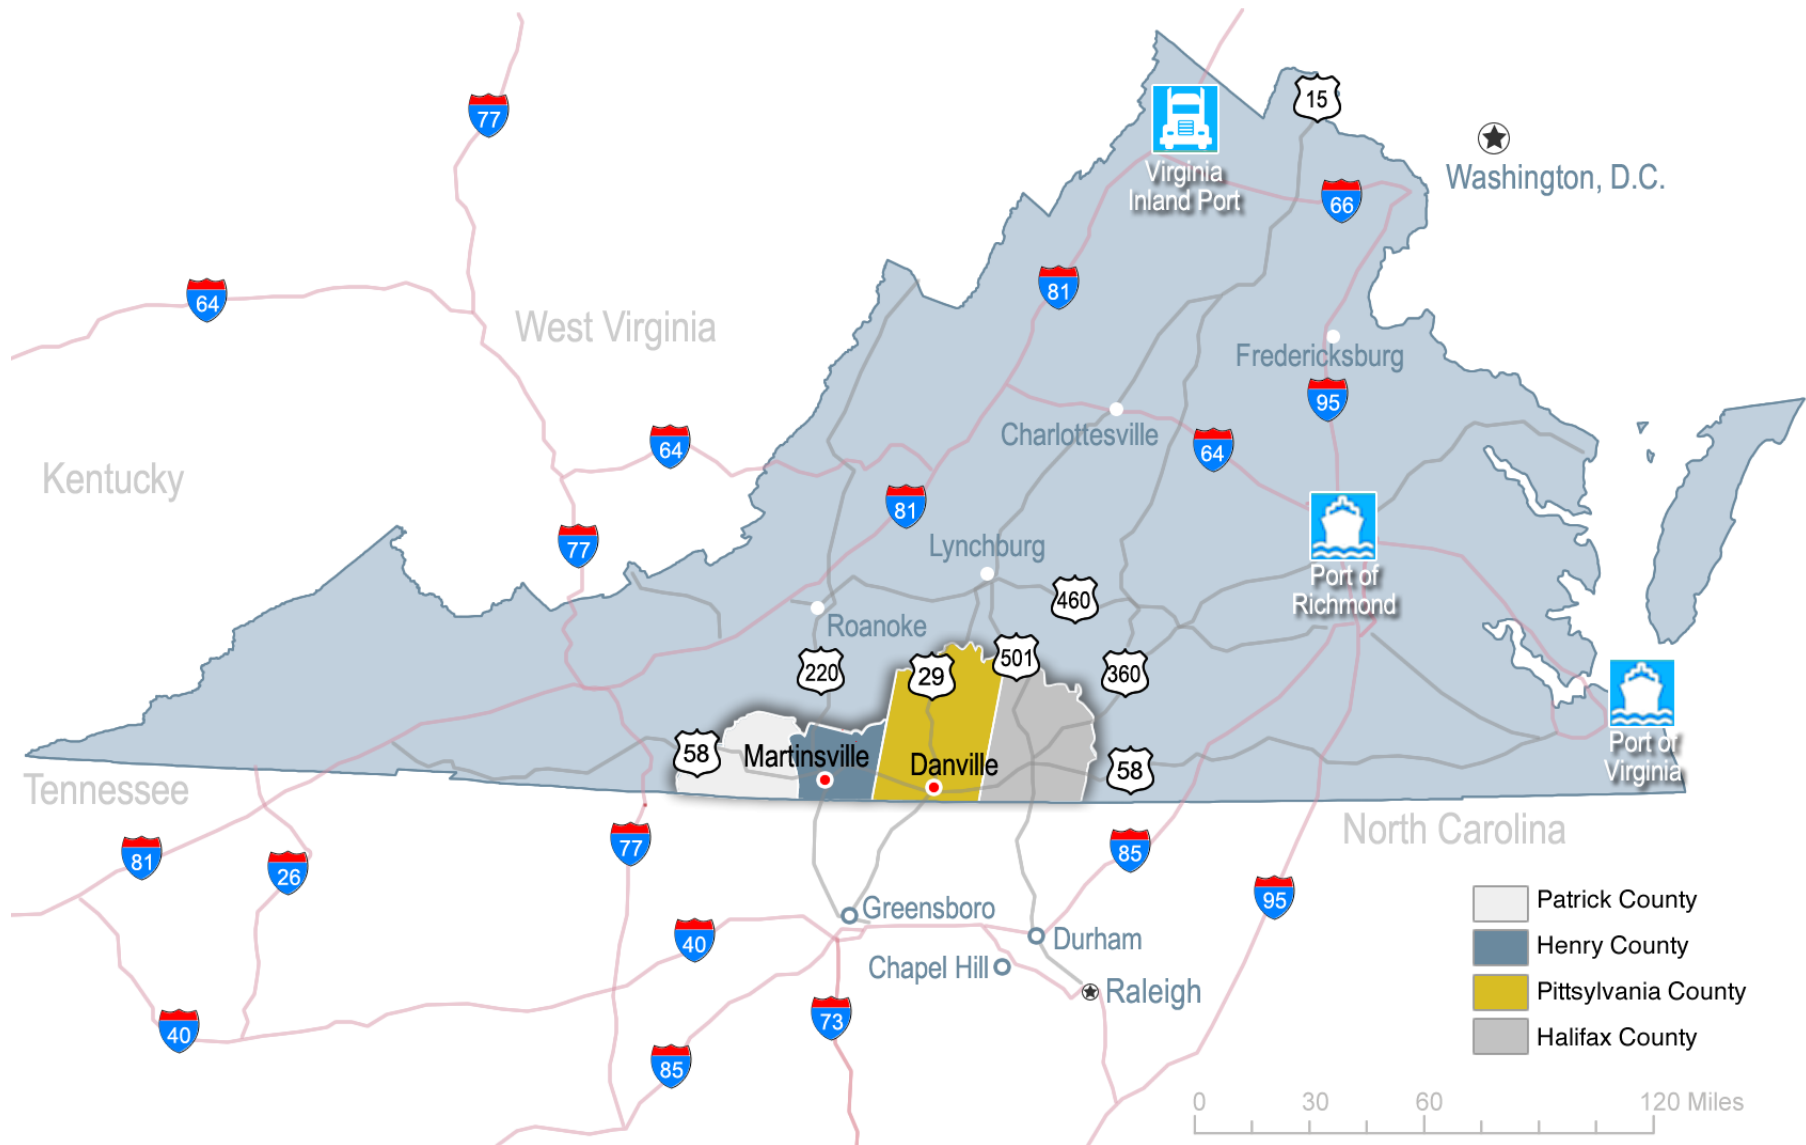 77
15
Washington, D.C.
Virginia
Inland Port
66
64
81
West Virginia
Fredericksburg
95
Charlottesville
64
64
Kentucky
81
77
Lynchburg
Port of
Richmond
460
Roanoke
220
29
501
360
58
Martinsville
Danville
58
Port of
Virginia
Tennessee
North Carolina
81
26
77
85
95
Greensboro
40
Durham
Chapel Hill
Raleigh
40
73
85
Patrick County
Henry County
Pittsylvania County
Halifax County
0 30 60 120 Miles